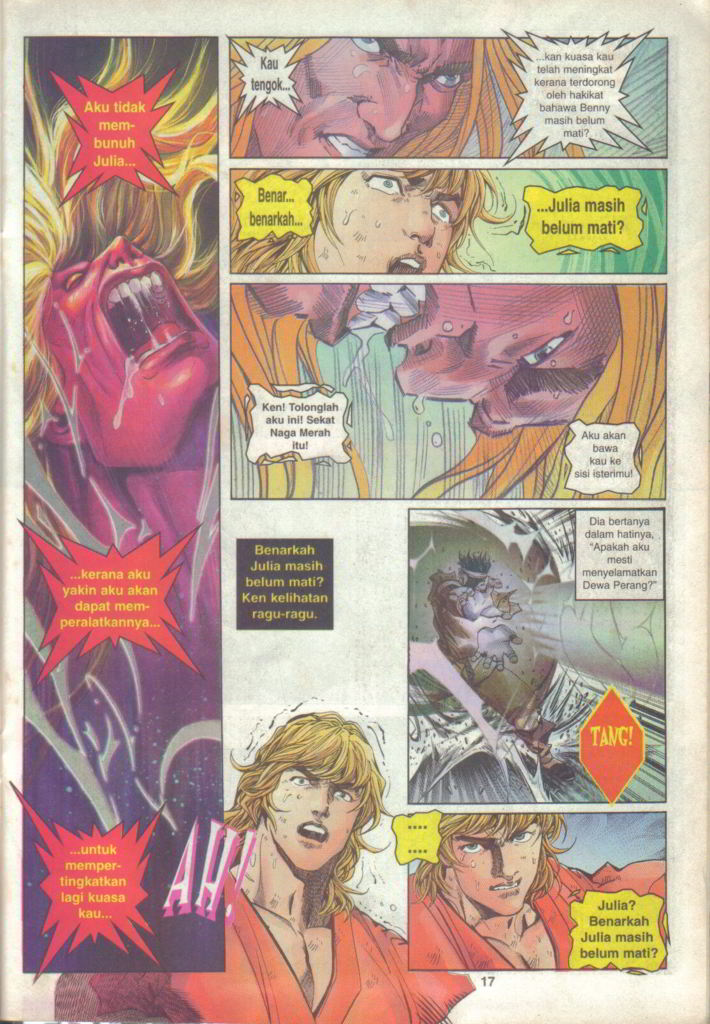 Aku tidak
mem-
bunuh
Julia...
...kerana aku
yakin aku akan
dapat mem-
peralatkannya...
...untuk
memper-
tingkatkan
lagi kuasa
kau...
Kau
tengok...
...kan kuasa kau
telah meningkat
kerana terdorong
oleh hakikat
bahawa Benny
masih belum
mati?
Benar...
benarkah...
...Julia masih
belum mati?
Ken! Tolonglah
aku ini! Sekat
Naga Merah
itu!
Aku akan
bawa
kau ke
sisi isterimu!
Benarkah
Julia masih
belum mati?
Ken kelihatan
ragu-ragu.
Dia bertanya
dalam hatinya,
"Apakah aku
mesti
menyelamatkan
Dewa Perang?"
TANG!
AH!
....
....
Julia?
Benarkah
Julia masih
belum mati?
17